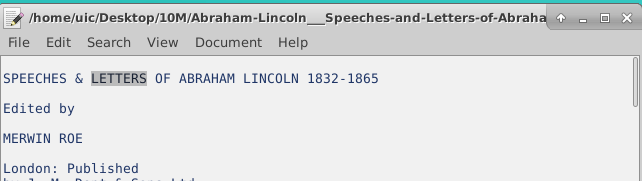 /home/uic/Desktop/10M/Abraham-Lincoln___Speeches-and-Letters-of-Abraha
File Edit Search View Document Help
SPEECHES & LETTERS OF ABRAHAM LINCOLN 1832-1865
Edited by
MERWIN ROE
London: Published